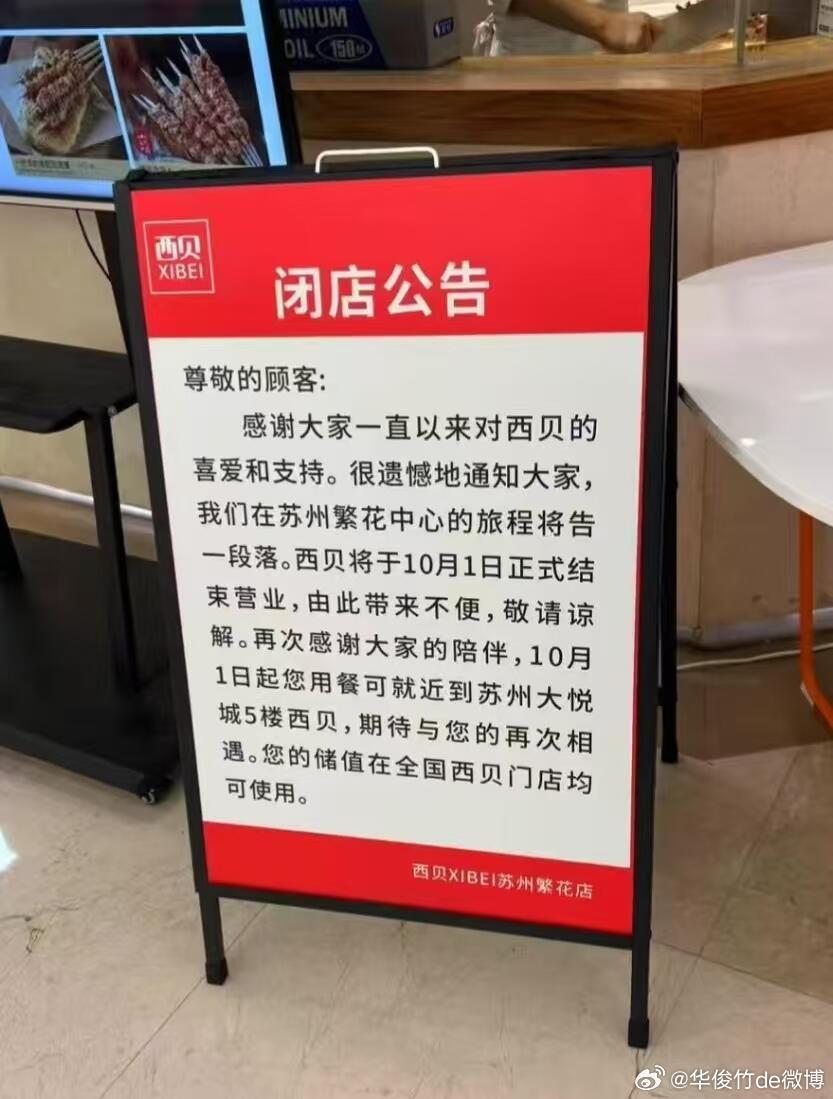 MINIUM
OIL 150
西贝
XIBEI
闭店公告
尊敬的顾客:
感谢大家一直以来对西贝的
喜爱和支持。很遗憾地通知大家,
我们在苏州繁花中心的旅程将告
一段落。西贝将于10月1日正式结
束营业,由此带来不便,敬请谅
解。再次感谢大家的陪伴,10月
1日起您用餐可就近到苏州大悦
城5楼西贝,期待与您的再次相
遇。您的储值在全国西贝门店均
可使用。
西贝XIBEI苏州繁花店
@华俊竹de微博